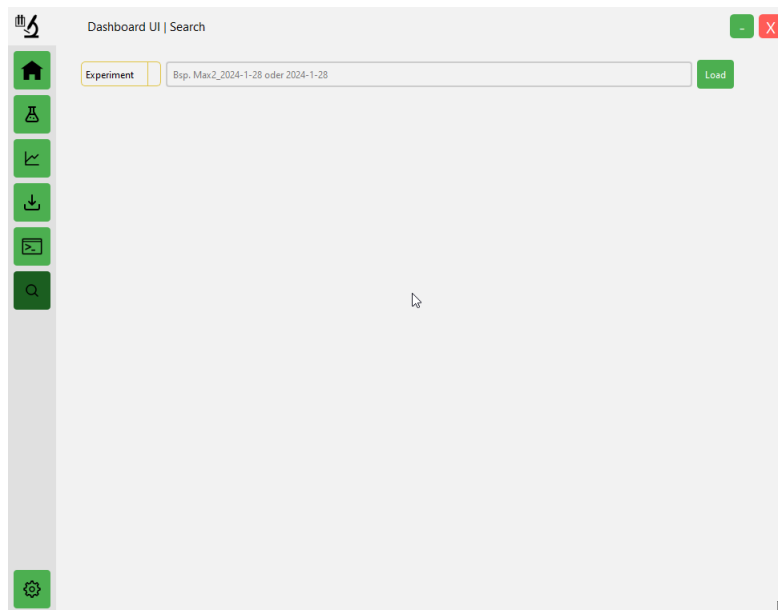 Dashboard UI | Search
-
X
Experiment
Bsp. Max2_2024-1-28 oder 2024-1-28
Load
>_